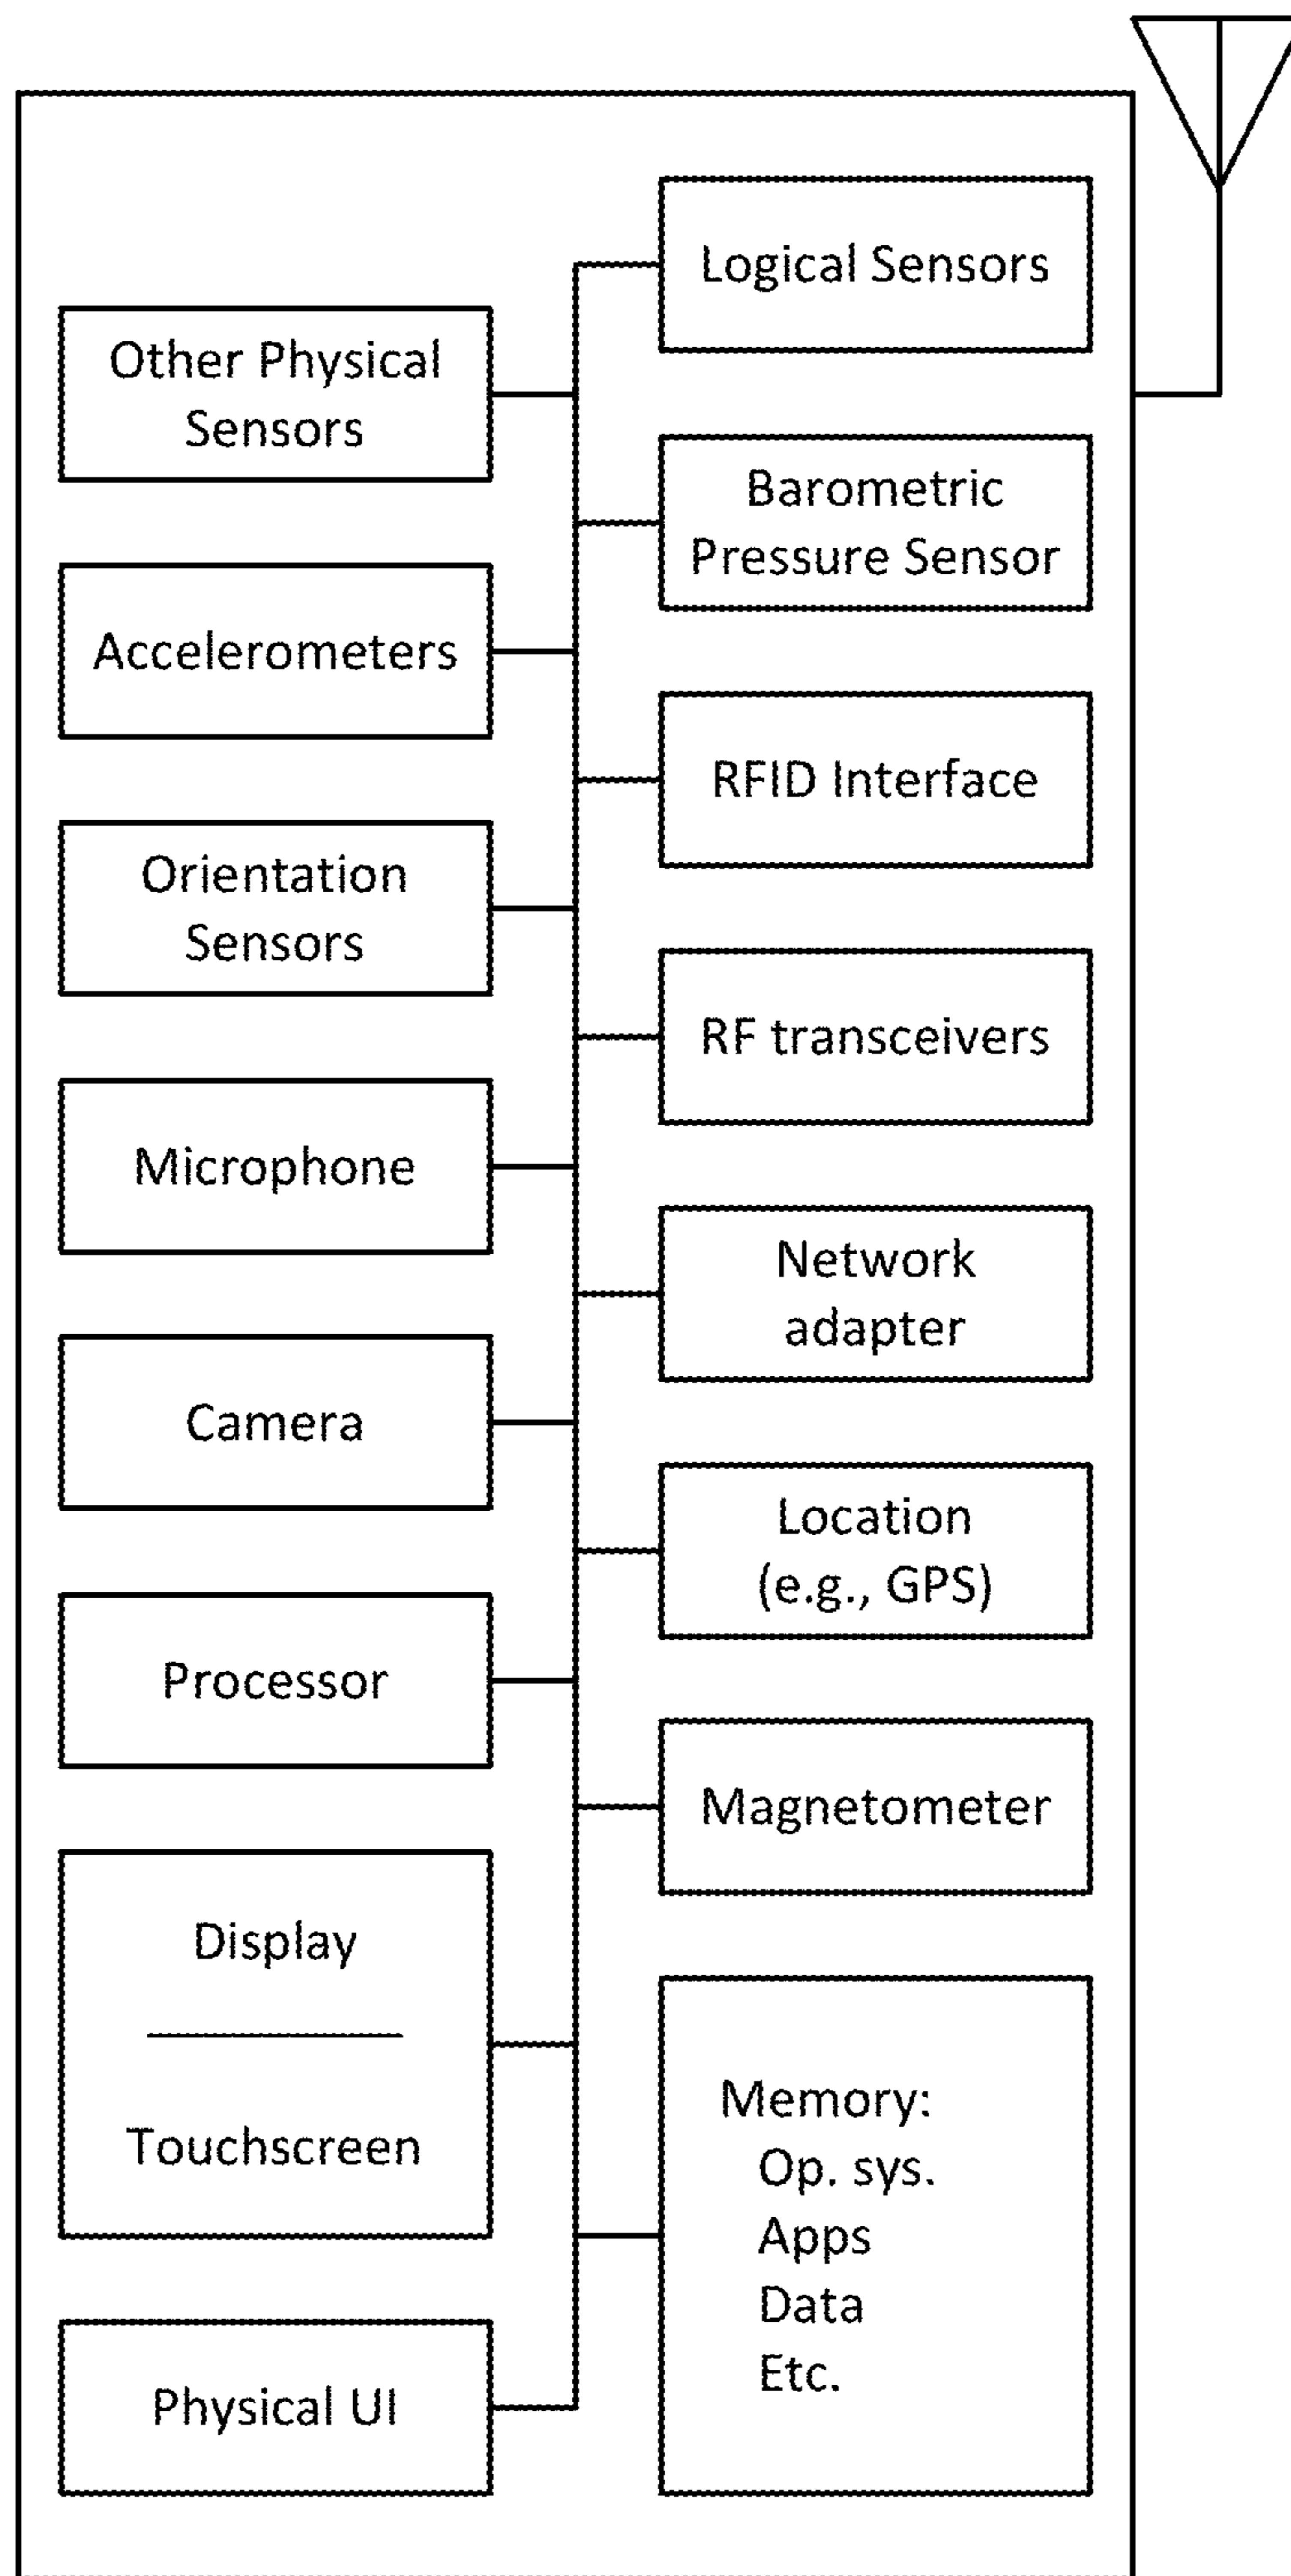 Logical Sensors
Other Physical
Sensors
Barometric
Pressure Sensor
Accelerometers
RFID Interface
Orientation
Sensors
RF transceivers
Microphone
Network
adapter
Camera
Location
(e.g., GPS)
Processor
Magnetometer
Display
Touchscreen
Memory:
Op. sys.
Apps
Data
Etc.
Physical UI